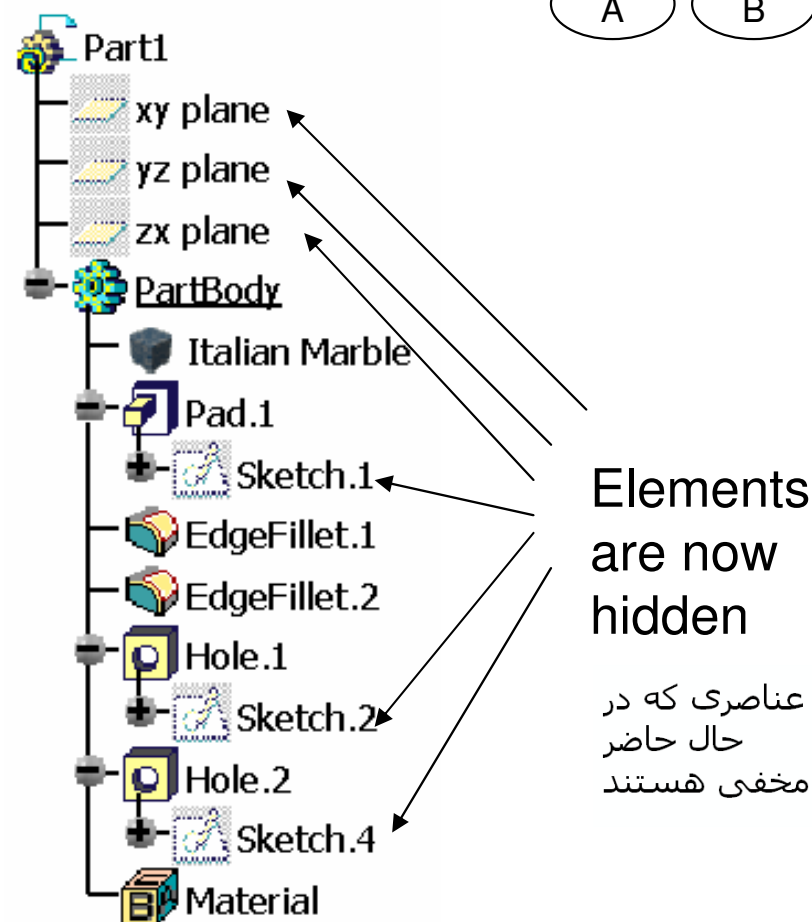 A B
Part1
xy plane
yz plane
zx plane
PartBody
Italian Marble
Pad.1
Sketch.1
EdgeFillet.1
EdgeFillet.2
Hole.1
Sketch.2
Hole.2
Sketch.4
Material
Elements
are now
hidden
عناصری که در
حال حاضر
مخفی هستند